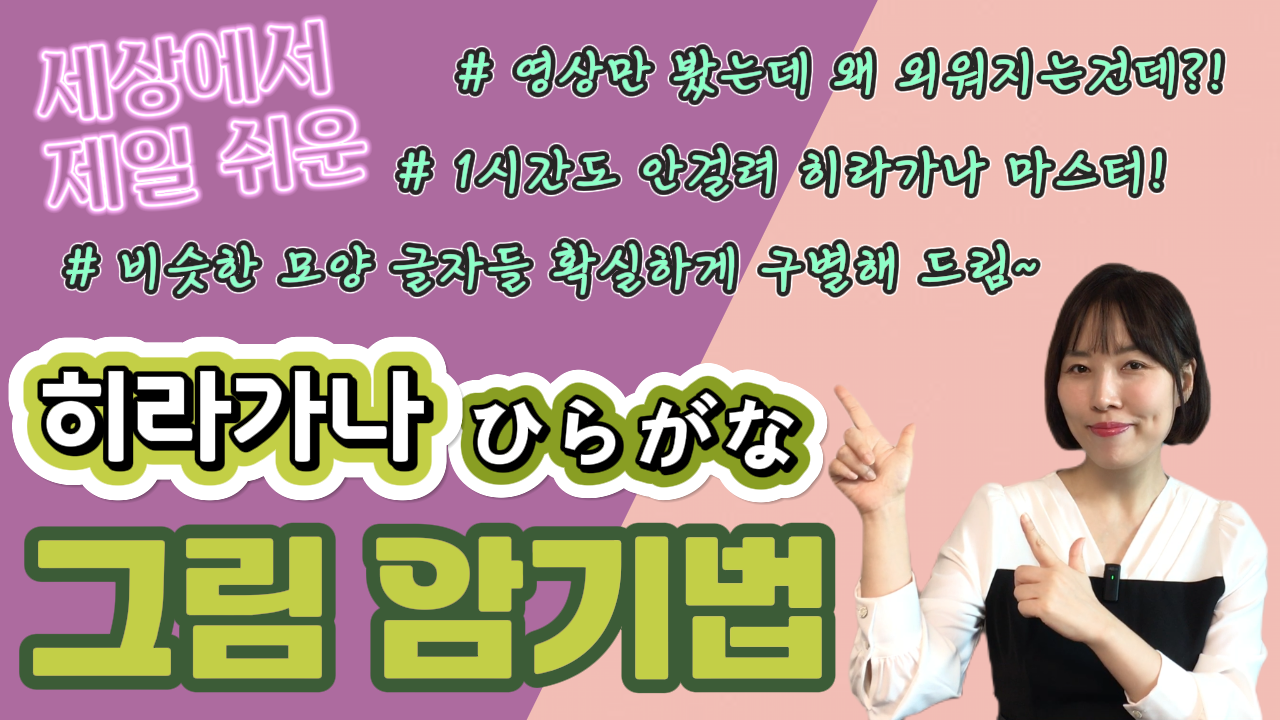 세상에서
제일 쉬운
# 영상만 봤는데 왜 외워지는건데?!
# 1시간도 안걸려 히라가나 마스터!
# 비슷한 모양 글자들 확실하게 구별해 드림~
히라가나 ひらがな
그림 암기법